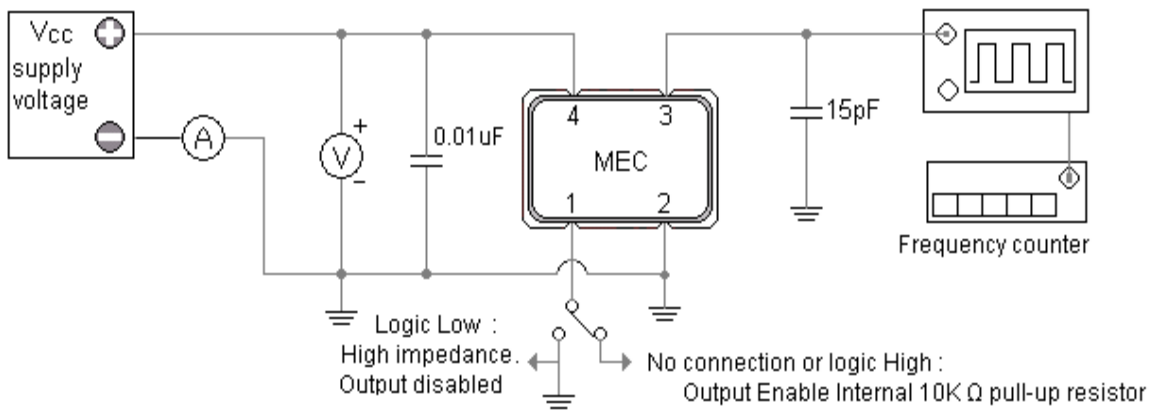 Vcc
supply
voltage
A
V
+
-
0.01uF
4
3
MEC
1
2
15pF
Frequency counter
Logic Low :
High impedance.
Output disabled
No connection or logic High :
Output Enable Internal 10K Ω pull-up resistor